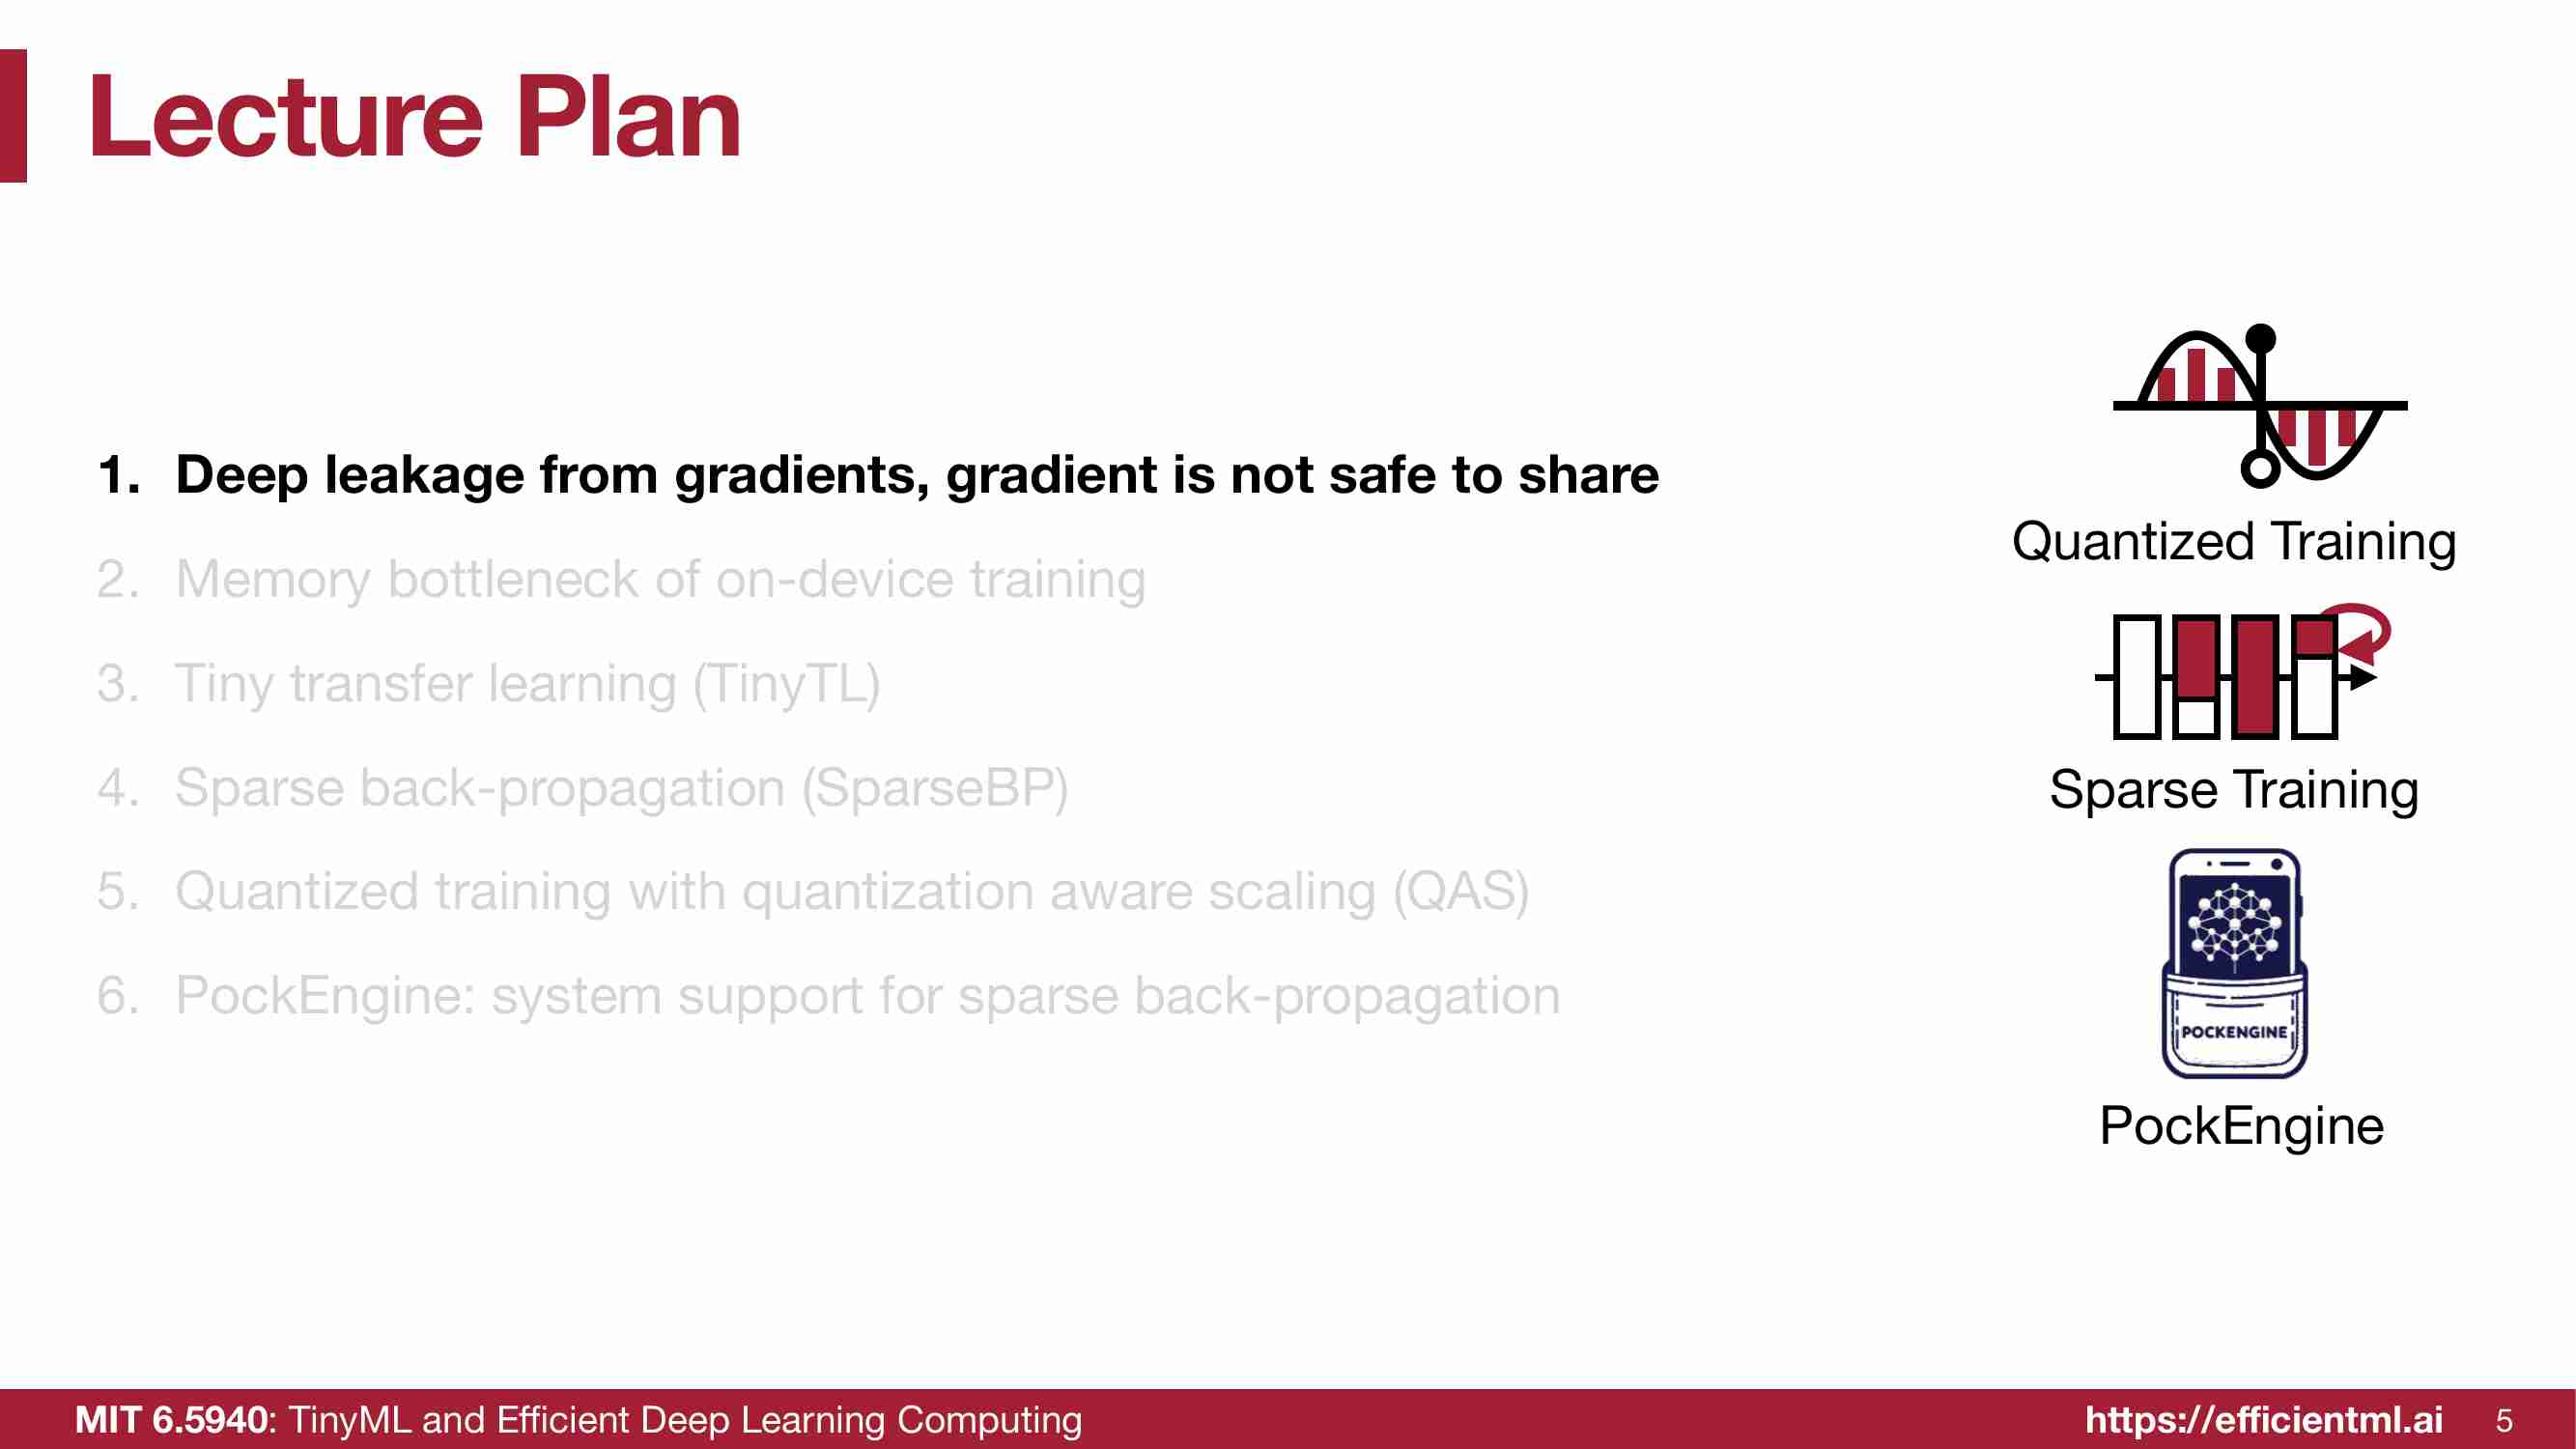 Lecture Plan
1. Deep leakage from gradients, gradient is not safe to share
2. Memory bottleneck of on-device training
3. Tiny transfer learning (TinyTL)
4. Sparse back-propagation (SparseBP)
5. Quantized training with quantization aware scaling (QAS)
6. PockEngine: system support for sparse back-propagation
Quantized Training
Sparse Training
POCKENGINE
PockEngine
MIT 6.5940: TinyML and Efficient Deep Learning Computing
https://efficientml.ai
5